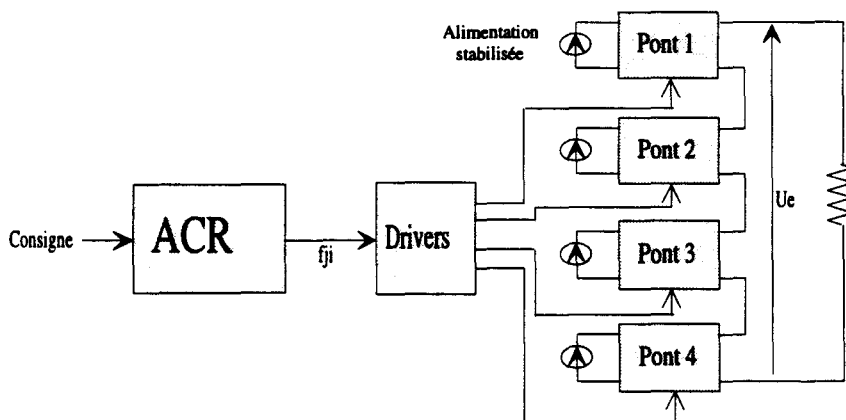 Alimentation
stabilisée
Pont 1
Pont 2
Consigne
ACR
fji
Drivers
Pont 3
Ue
Pont 4